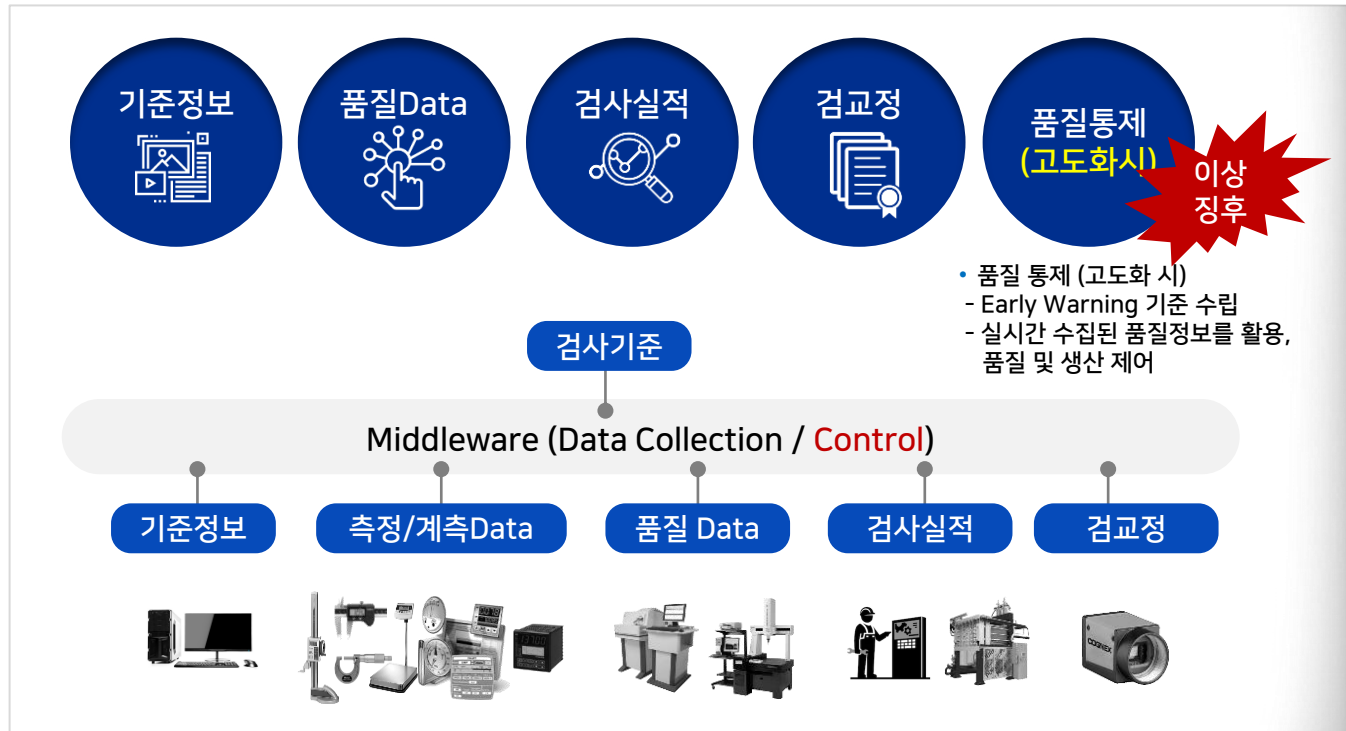 기준정보
품질Data
검사실적
검교정
품질통제
(고도화시)
이상
징후
• 품질 통제 (고도화 시)
- Early Warning 기준 수립
- 실시간 수집된 품질정보를 활용,
품질 및 생산 제어
검사기준
Middleware (Data Collection / Control)
기준정보
측정/계측Data
품질 Data
검사실적
검교정
COGNEX